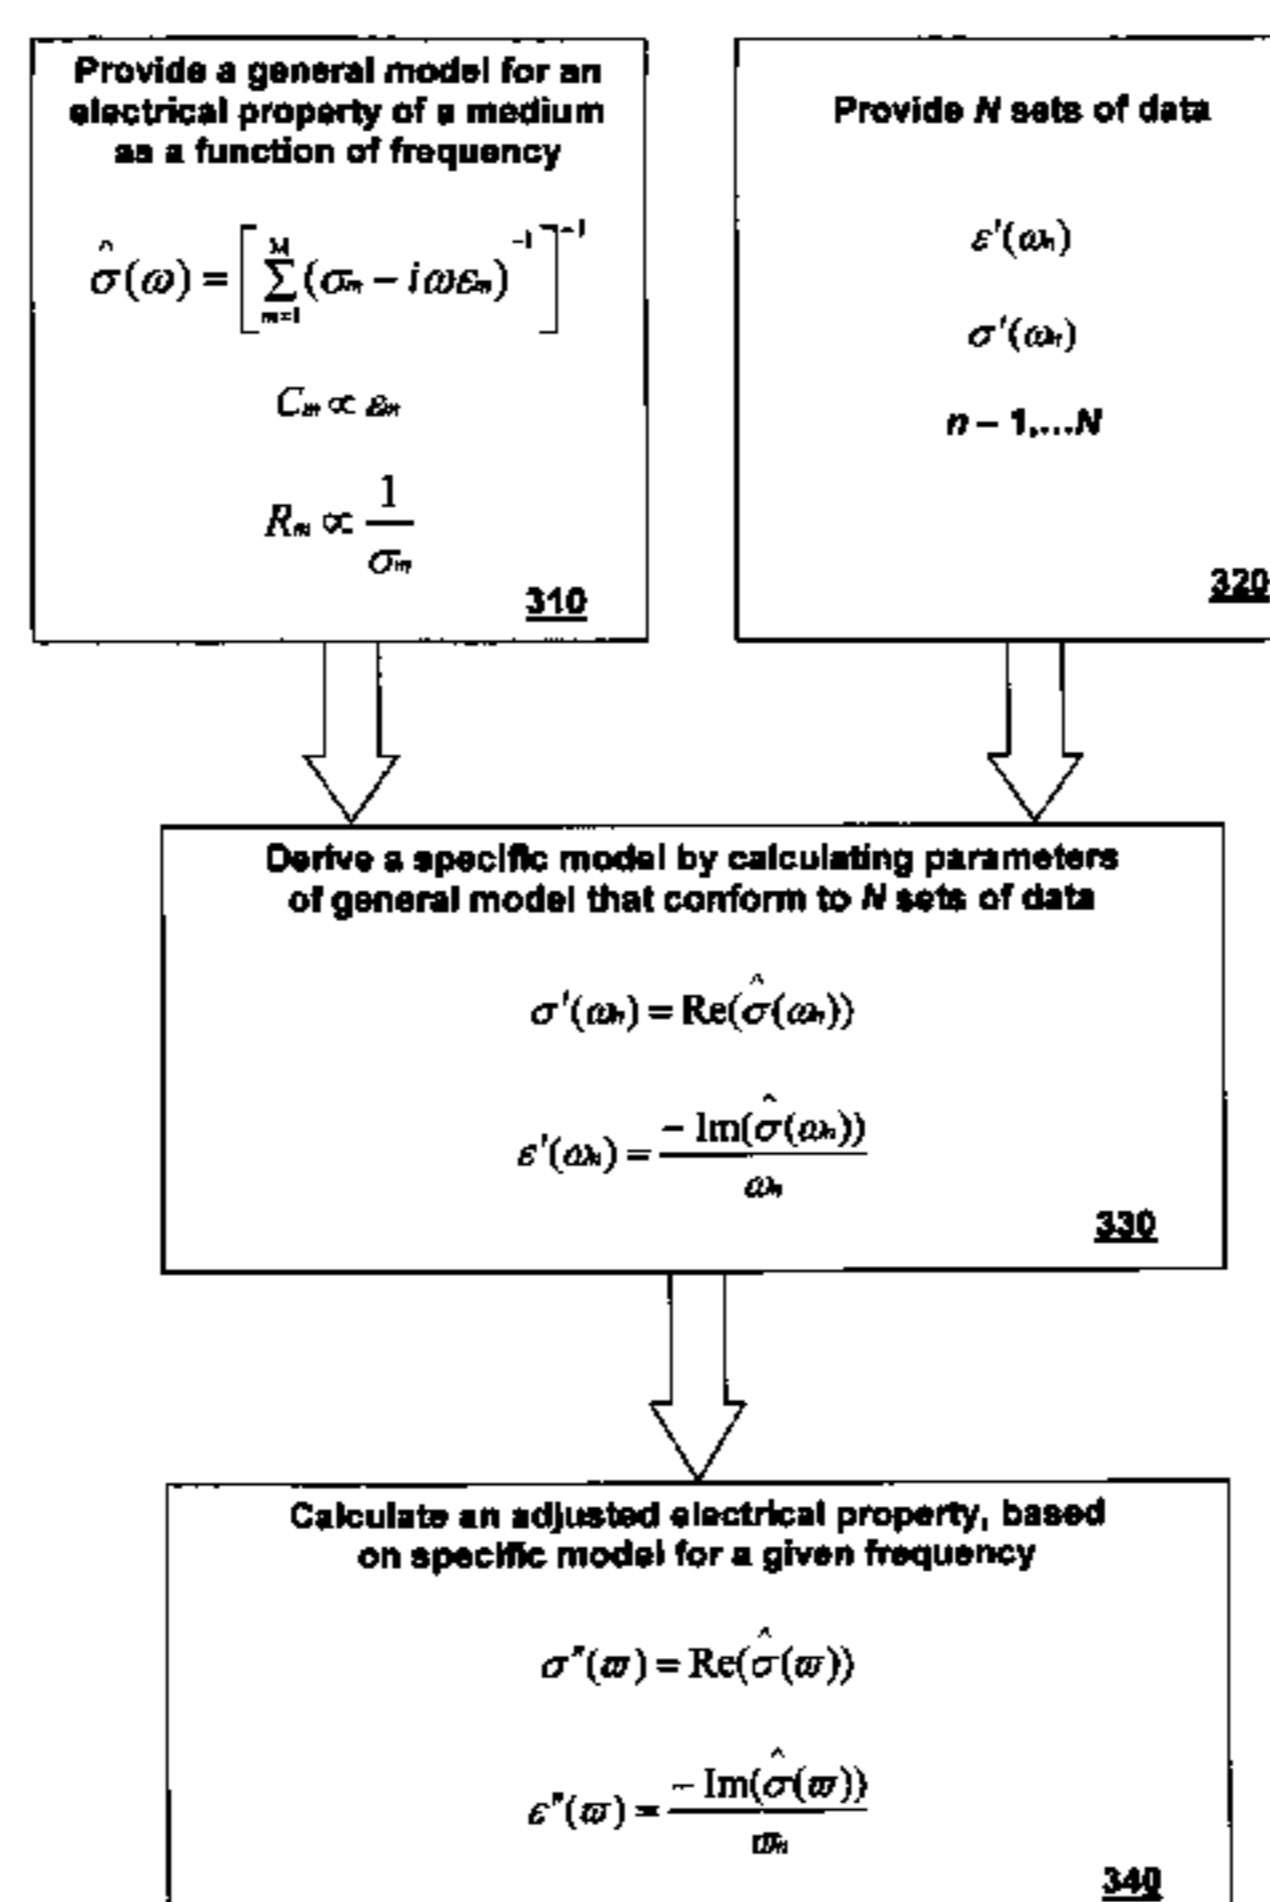 Provide a general model for an
electrical property of a medium
as a function of frequency
σ̂(ω) = [ Σ_{m=1}^{M} (σₘ − iωεₘ)⁻¹ ]⁻¹
Cₘ ∝ εₘ
Rₘ ∝ 1/σₘ
310
Provide N sets of data
ε'(ωₙ)
σ'(ωₙ)
n – 1,...N
320
Derive a specific model by calculating parameters
of general model that conform to N sets of data
σ'(ωₙ) = Re(σ̂(ωₙ))
ε'(ωₙ) = − Im(σ̂(ωₙ)) / ωₙ
330
Calculate an adjusted electrical property, based
on specific model for a given frequency
σ"(ϖ) = Re(σ̂(ϖ))
ε"(ϖ) = − Im(σ̂(ϖ)) / ϖₙ
340